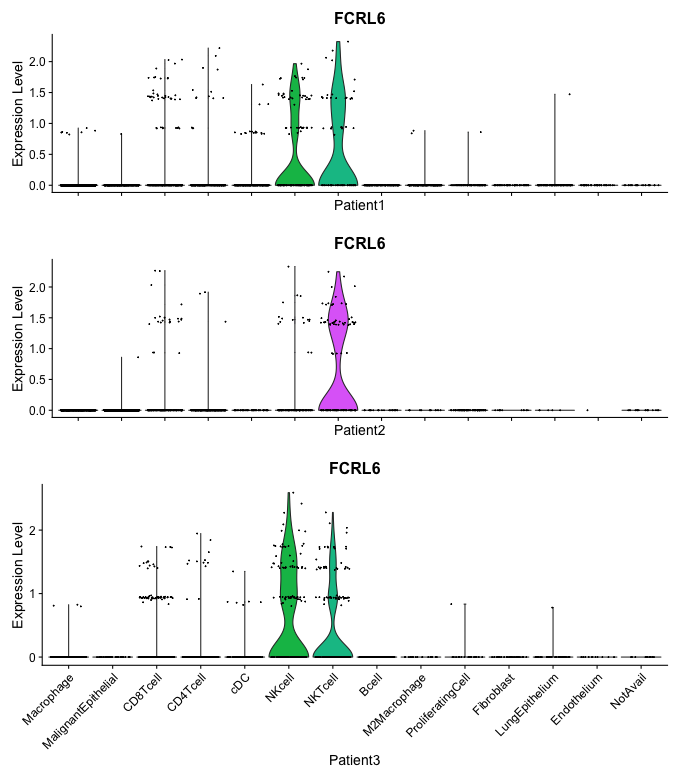 FCRL6
Expression Level
2.0
1.5
1.0
0.5
0.0
Patient1
FCRL6
Expression Level
2.0
1.5
1.0
0.5
0.0
Patient2
FCRL6
Expression Level
2
1
0
Macrophage
MalignantEpithelial
CD8Tcell
CD4Tcell
cDC
NKcell
NKTcell
Bcell
M2Macrophage
ProliferatingCell
Fibroblast
LungEpithelium
Endothelium
NotAvail
Patient3